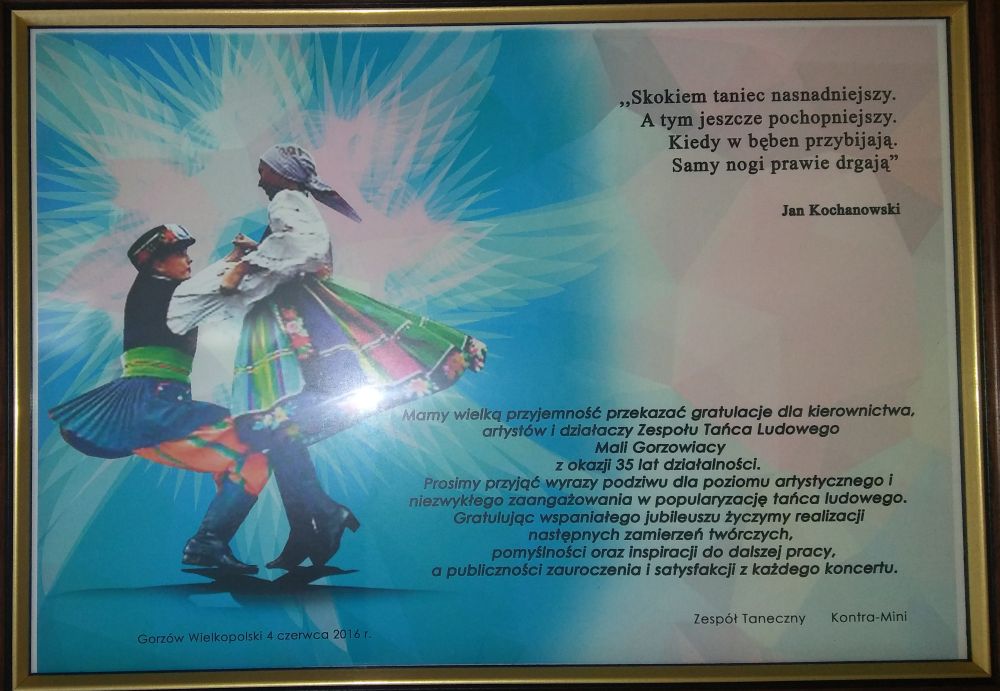 ,,Skokiem taniec nasnadniejszy.
A tym jeszcze pochopniejszy.
Kiedy w bęben przybijają.
Samy nogi prawie drgają”
Jan Kochanowski
Mamy wielką przyjemność przekazać gratulacje dla kierownictwa,
artystów i działaczy Zespołu Tańca Ludowego
Mali Gorzowiacy
z okazji 35 lat działalności.
Prosimy przyjąć wyrazy podziwu dla poziomu artystycznego i
niezwykłego zaangażowania w popularyzację tańca ludowego.
Gratulując wspaniałego jubileuszu życzymy realizacji
następnych zamierzeń twórczych,
pomyślności oraz inspiracji do dalszej pracy,
a publiczności zauroczenia i satysfakcji z każdego koncertu.
Zespół Taneczny Kontra-Mini
Gorzów Wielkopolski 4 czerwca 2016 r.